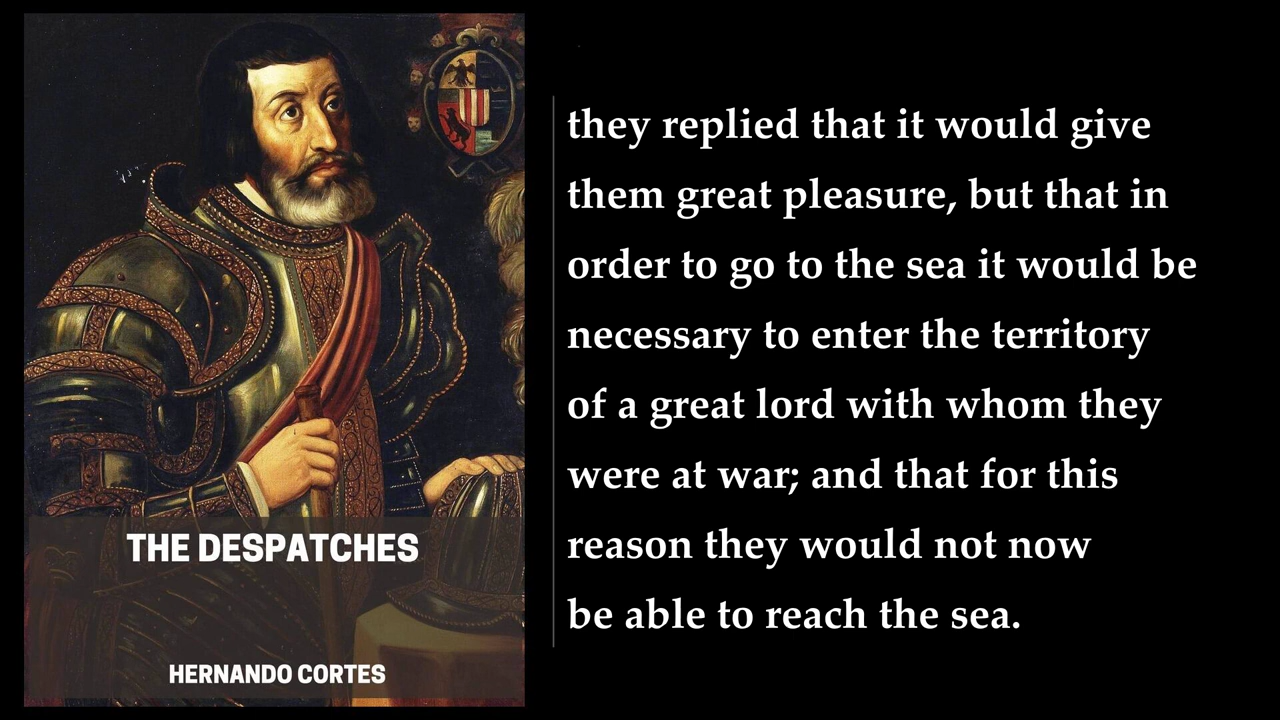 THE DESPATCHES
HERNANDO CORTES
they replied that it would give
them great pleasure, but that in
order to go to the sea it would be
necessary to enter the territory
of a great lord with whom they
were at war; and that for this
reason they would not now
be able to reach the sea.